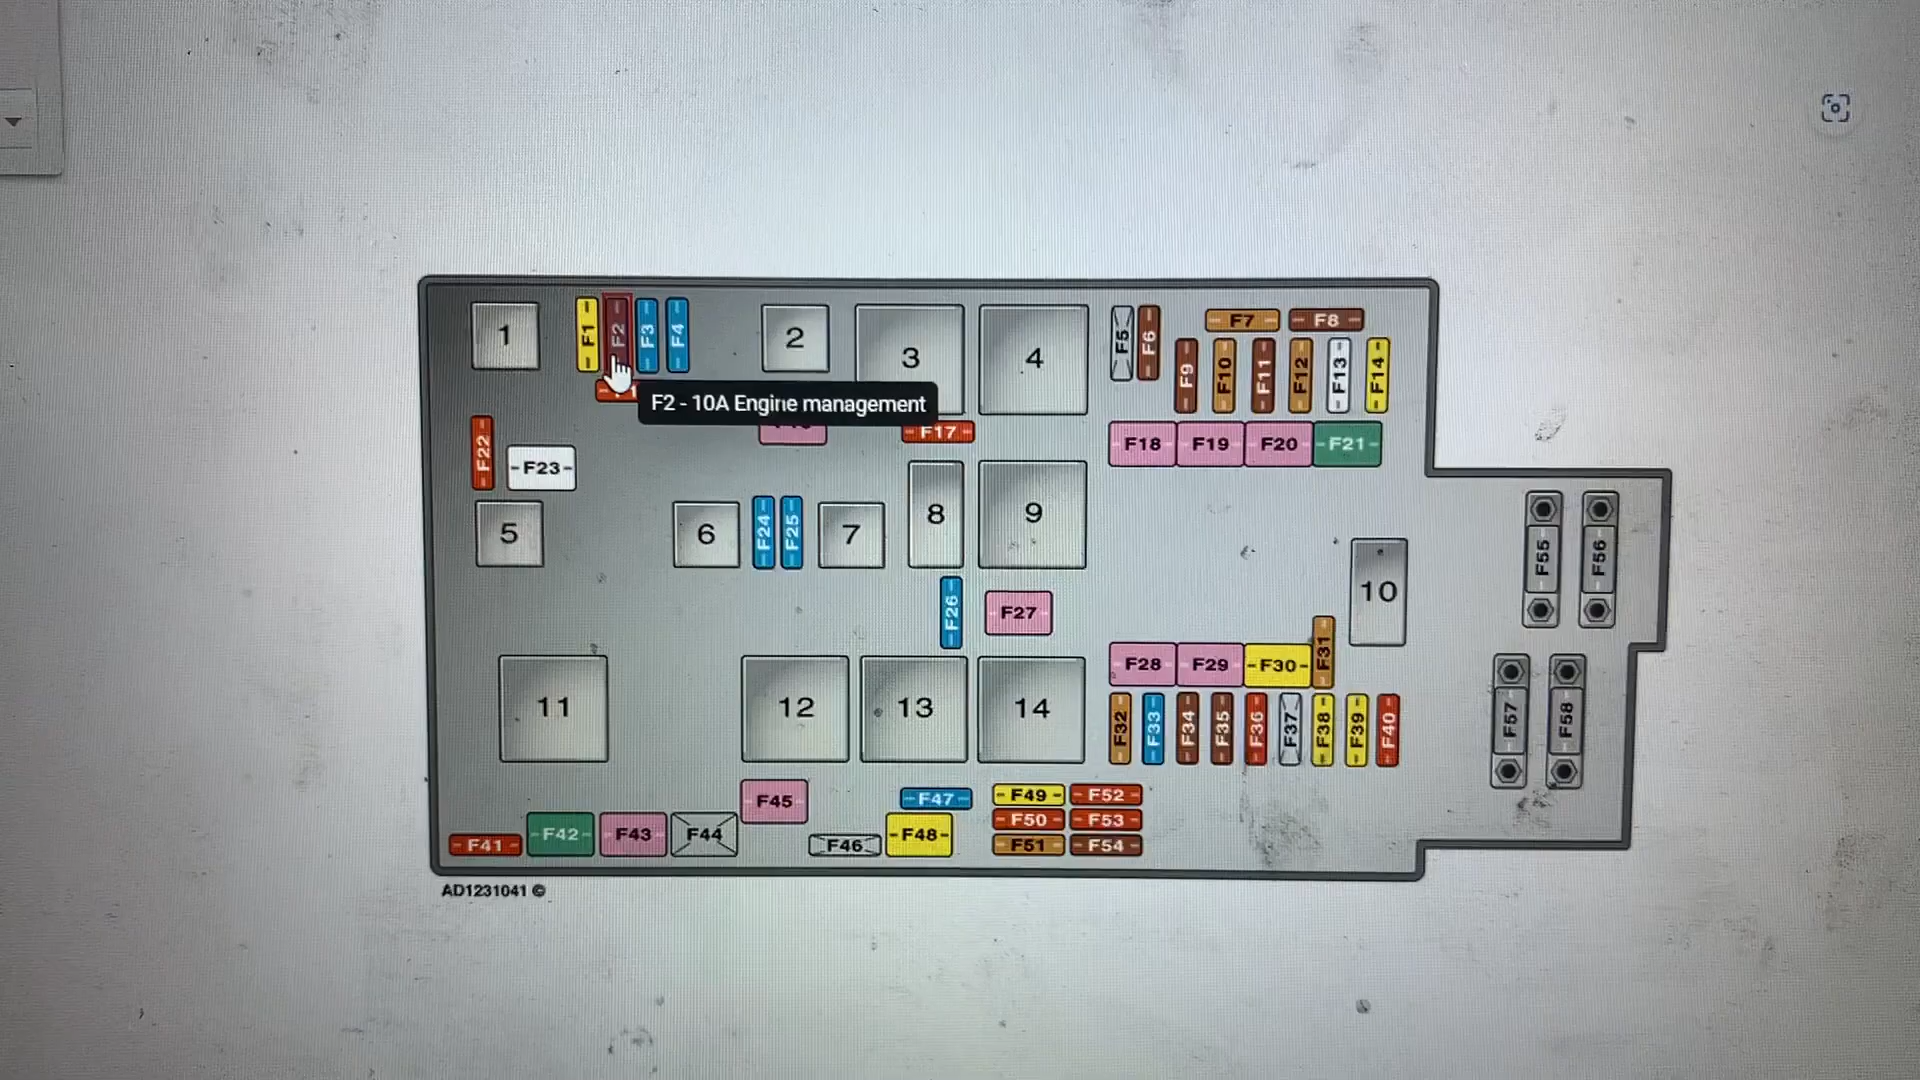 1
F1
F2
F3
F4
2
3
4
F5
F6
F7
F8
F9
F10
F11
F12
F13
F14
F2 - 10A Engine management
F17
F18
F19
F20
F21
F22
F23
5
6
F24
F25
7
8
9
10
F55
F56
F26
F27
F28
F29
F30
F31
11
12
13
14
F32
F33
F34
F35
F36
F37
F38
F39
F40
F57
F58
F41
F42
F43
F44
F45
F46
F47
F48
F49
F50
F51
F52
F53
F54
AD1231041 ©